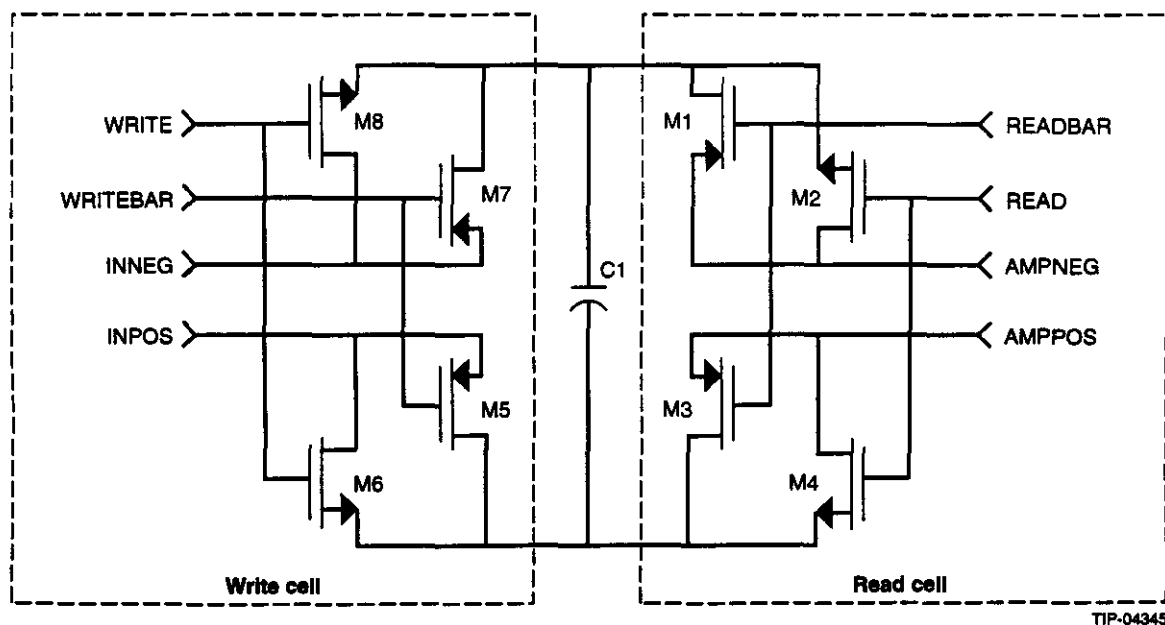 WRITE
M8
M1
READBAR
WRITEBAR
M7
M2
READ
INNEG
C1
AMPNEG
INPOS
AMPPOS
M5
M3
M6
M4
Write cell
Read cell
TIP-04345